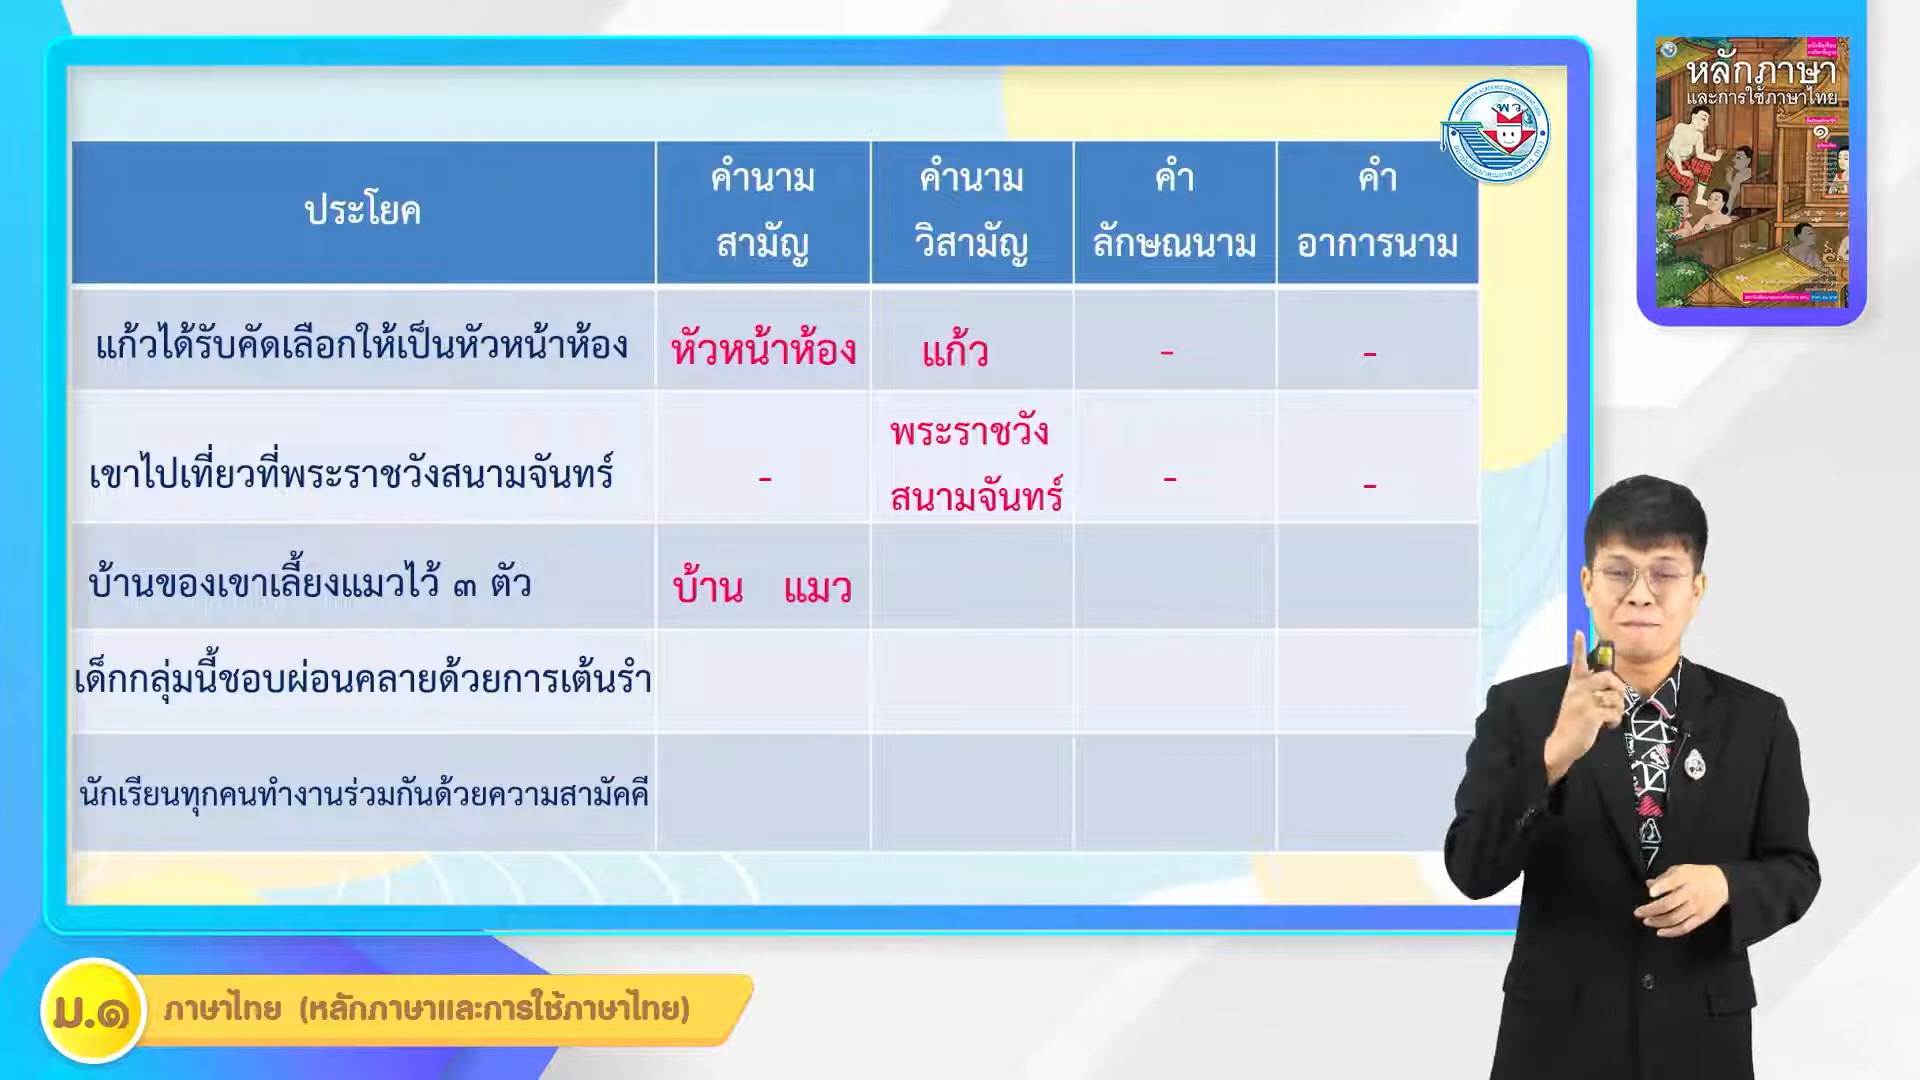 หลักภาษา
และการใช้ภาษาไทย
๑
พว.
ประโยค
คำนาม
สามัญ
คำนาม
วิสามัญ
คำ
ลักษณนาม
คำ
อาการนาม
แก้วได้รับคัดเลือกให้เป็นหัวหน้าห้อง
หัวหน้าห้อง
แก้ว
-
-
เขาไปเที่ยวที่พระราชวังสนามจันทร์
-
พระราชวัง
สนามจันทร์
-
-
บ้านของเขาเลี้ยงแมวไว้ ๓ ตัว
บ้าน แมว
เด็กกลุ่มนี้ชอบผ่อนคลายด้วยการเต้นรำ
นักเรียนทุกคนทำงานร่วมกันด้วยความสามัคคี
ม.๑
ภาษาไทย (หลักภาษาและการใช้ภาษาไทย)